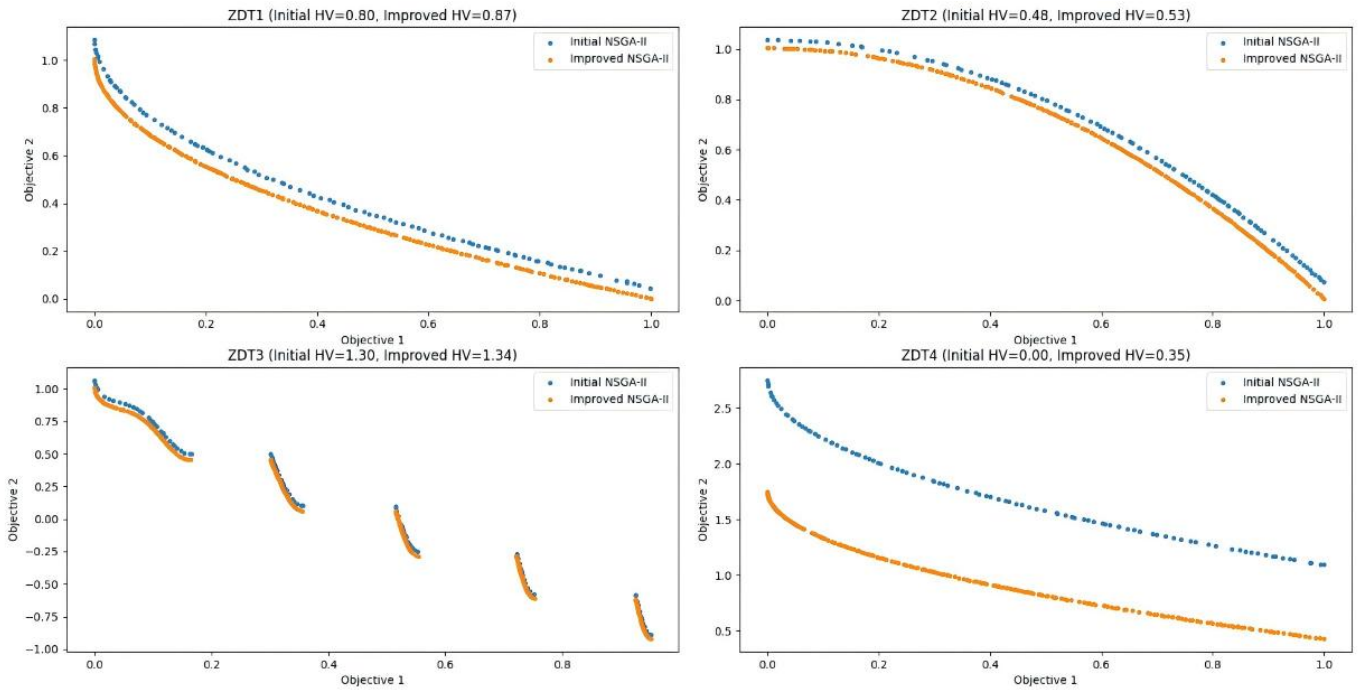 ZDT1 (Initial HV=0.80, Improved HV=0.87)
Initial NSGA-II
Improved NSGA-II
Objective 2
1.0
0.8
0.6
0.4
0.2
0.0
0.0 0.2 0.4 0.6 0.8 1.0
Objective 1
ZDT2 (Initial HV=0.48, Improved HV=0.53)
Initial NSGA-II
Improved NSGA-II
Objective 2
1.0
0.8
0.6
0.4
0.2
0.0
0.0 0.2 0.4 0.6 0.8 1.0
Objective 1
ZDT3 (Initial HV=1.30, Improved HV=1.34)
Initial NSGA-II
Improved NSGA-II
Objective 2
1.00
0.75
0.50
0.25
0.00
−0.25
−0.50
−0.75
−1.00
0.0 0.2 0.4 0.6 0.8
Objective 1
ZDT4 (Initial HV=0.00, Improved HV=0.35)
Initial NSGA-II
Improved NSGA-II
Objective 2
2.5
2.0
1.5
1.0
0.5
0.0 0.2 0.4 0.6 0.8 1.0
Objective 1